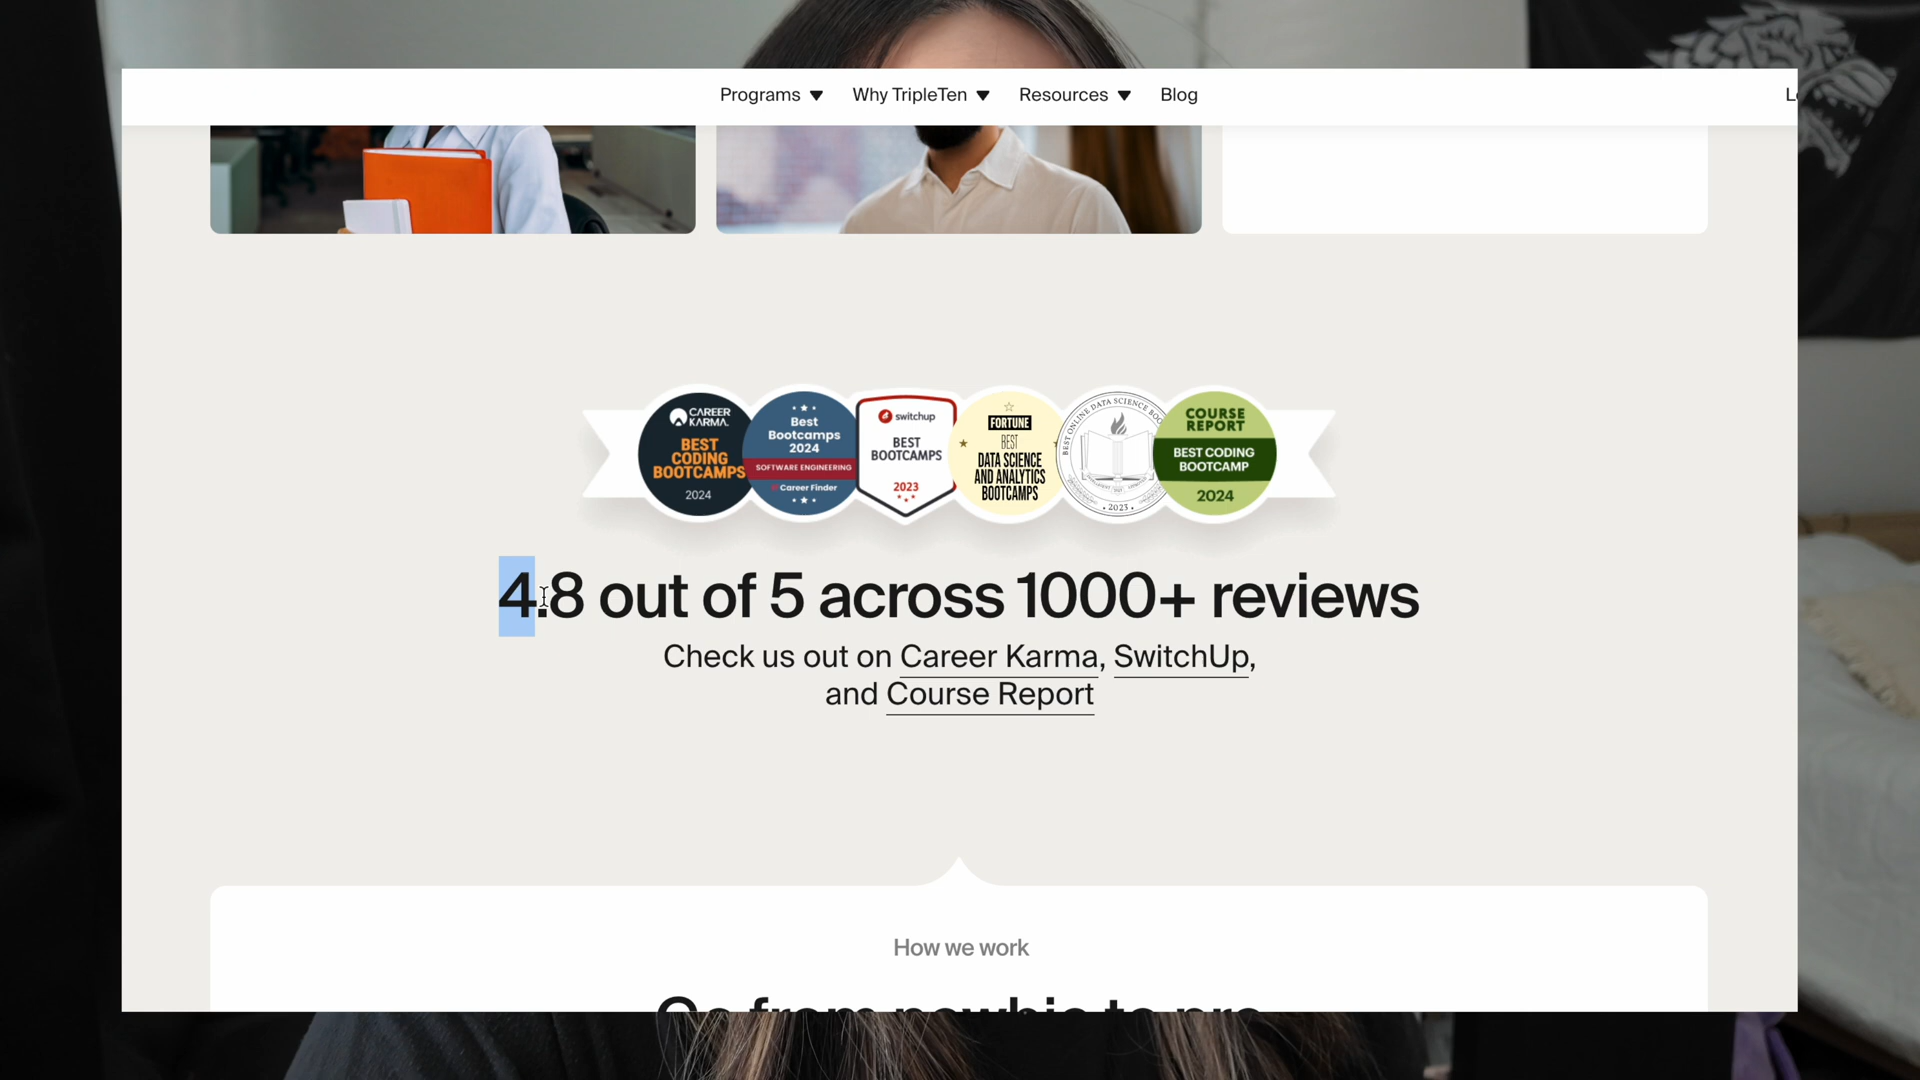 Programs Why TripleTen Resources Blog
CAREER
KARMA.
BEST
CODING
BOOTCAMPS
2024
Best
Bootcamps
2024
SOFTWARE ENGINEERING
Career Finder
switchup
BEST
BOOTCAMPS
2023
FORTUNE
BEST
DATA SCIENCE
AND ANALYTICS
BOOTCAMPS
BEST ONLINE DATA SCIENCE BOO
2023
COURSE
REPORT
BEST CODING
BOOTCAMP
2024
4.8 out of 5 across 1000+ reviews
Check us out on Career Karma, SwitchUp,
and Course Report
How we work
Go from newbie to pro